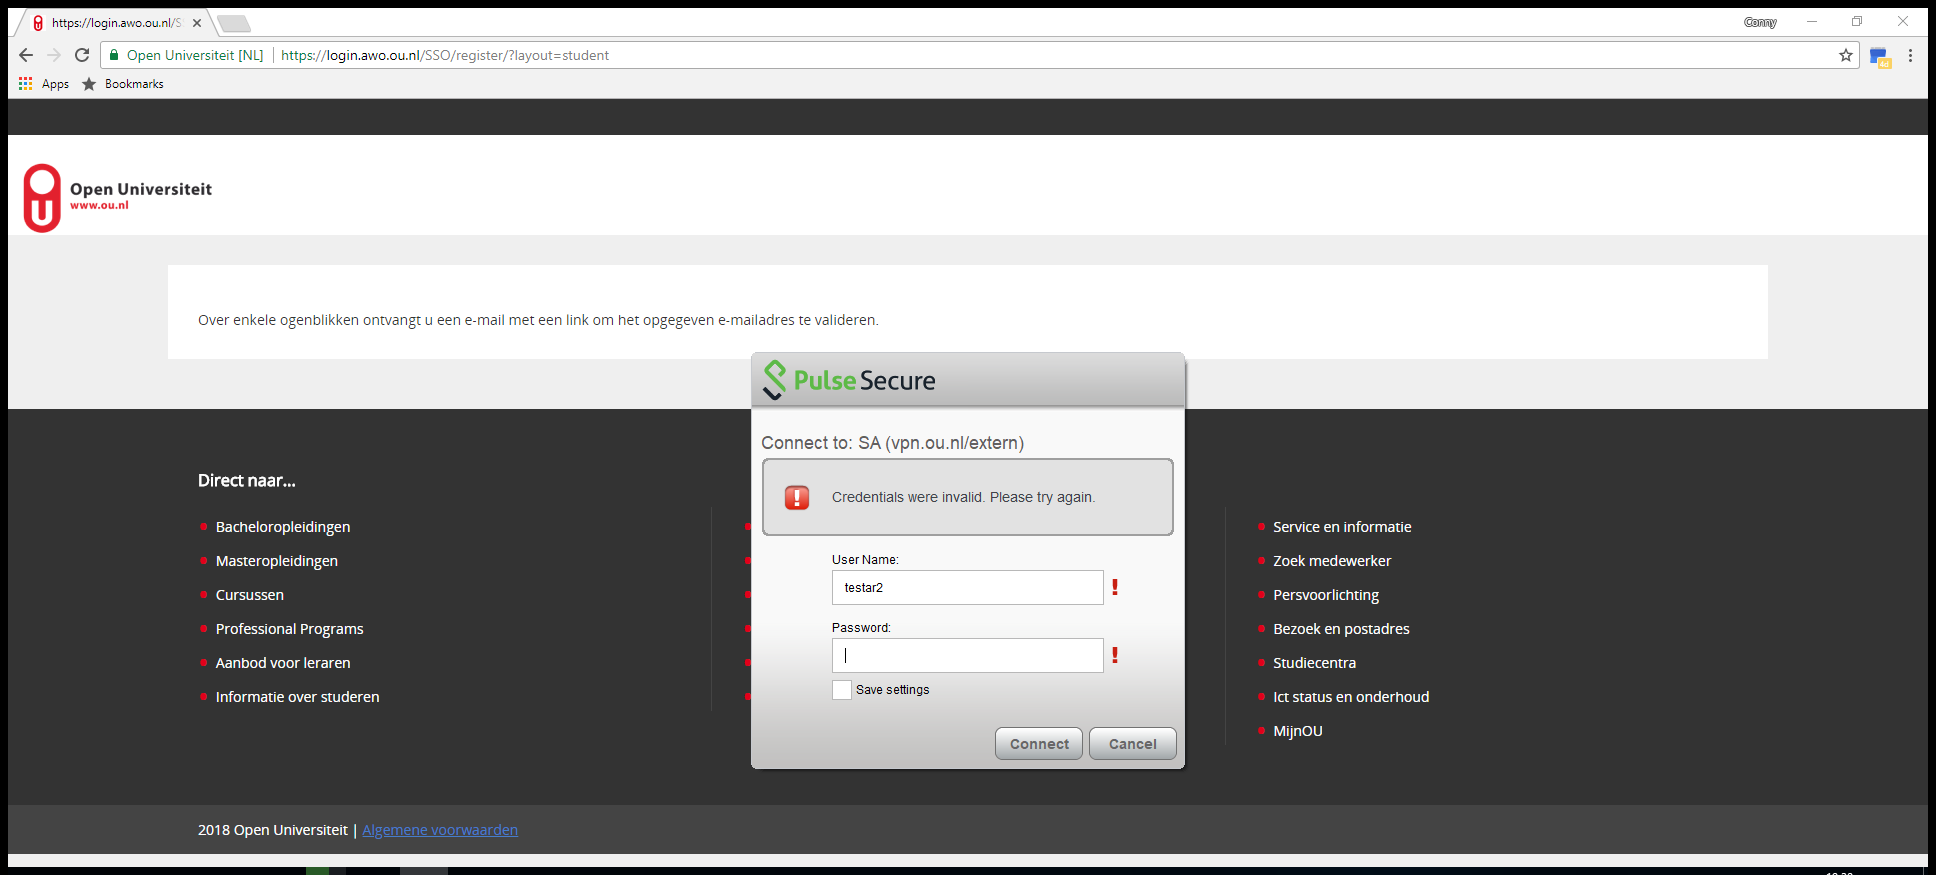 https://login.awo.ou.nl/S
Conny
Open Universiteit [NL]
https://login.awo.ou.nl/SSO/register/?layout=student
4d
Apps
Bookmarks
Open Universiteit
www.ou.nl
Over enkele ogenblikken ontvangt u een e-mail met een link om het opgegeven e-mailadres te valideren.
Pulse Secure
Connect to: SA (vpn.ou.nl/extern)
Credentials were invalid. Please try again.
User Name:
testar2
Password:
Save settings
Connect
Cancel
Direct naar...
Bacheloropleidingen
Masteropleidingen
Cursussen
Professional Programs
Aanbod voor leraren
Informatie over studeren
Service en informatie
Zoek medewerker
Persvoorlichting
Bezoek en postadres
Studiecentra
Ict status en onderhoud
MijnOU
2018 Open Universiteit | Algemene voorwaarden